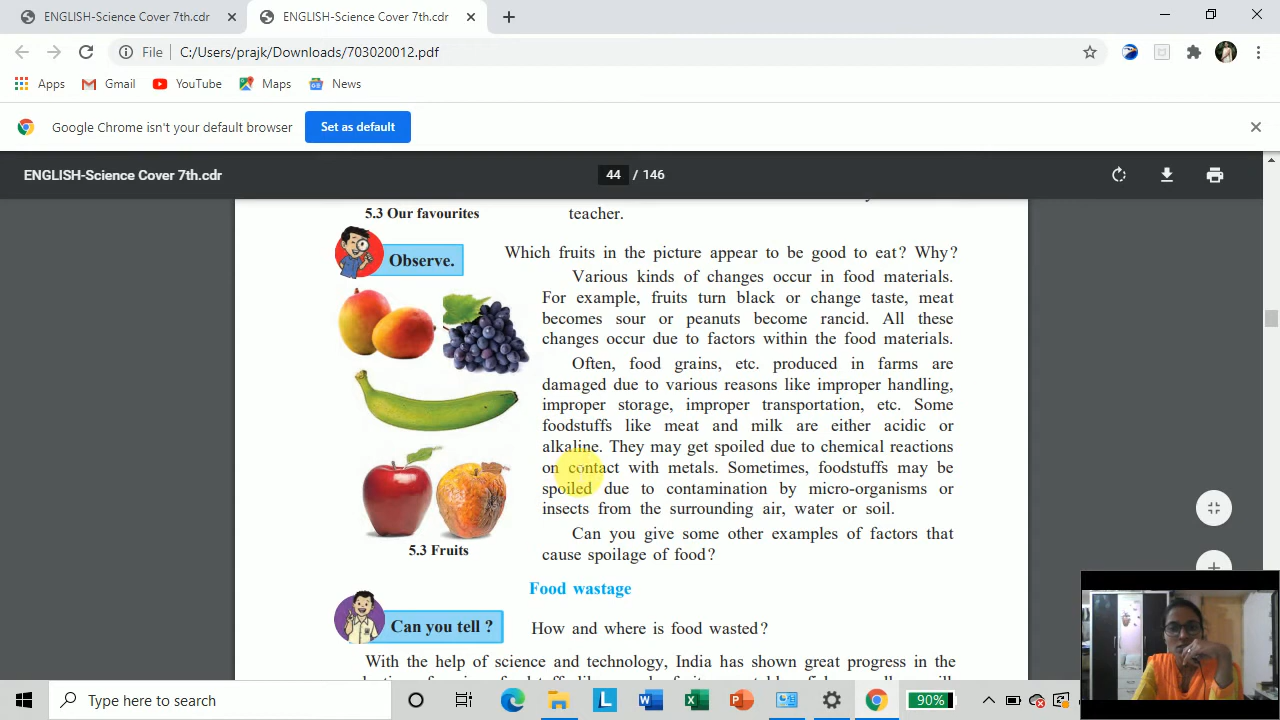 ENGLISH-Science Cover 7th.cdr
ENGLISH-Science Cover 7th.cdr
File
C:/Users/prajk/Downloads/703020012.pdf
Apps
Gmail
YouTube
Maps
News
Google Chrome isn't your default browser
Set as default
ENGLISH-Science Cover 7th.cdr
44 / 146
5.3 Our favourites
teacher.
Observe.
Which fruits in the picture appear to be good to eat? Why?
Various kinds of changes occur in food materials.
For example, fruits turn black or change taste, meat
becomes sour or peanuts become rancid. All these
changes occur due to factors within the food materials.
Often, food grains, etc. produced in farms are
damaged due to various reasons like improper handling,
improper storage, improper transportation, etc. Some
foodstuffs like meat and milk are either acidic or
alkaline. They may get spoiled due to chemical reactions
on contact with metals. Sometimes, foodstuffs may be
spoiled due to contamination by micro-organisms or
insects from the surrounding air, water or soil.
5.3 Fruits
Can you give some other examples of factors that
cause spoilage of food?
Food wastage
Can you tell ?
How and where is food wasted?
With the help of science and technology, India has shown great progress in the
Type here to search
90%